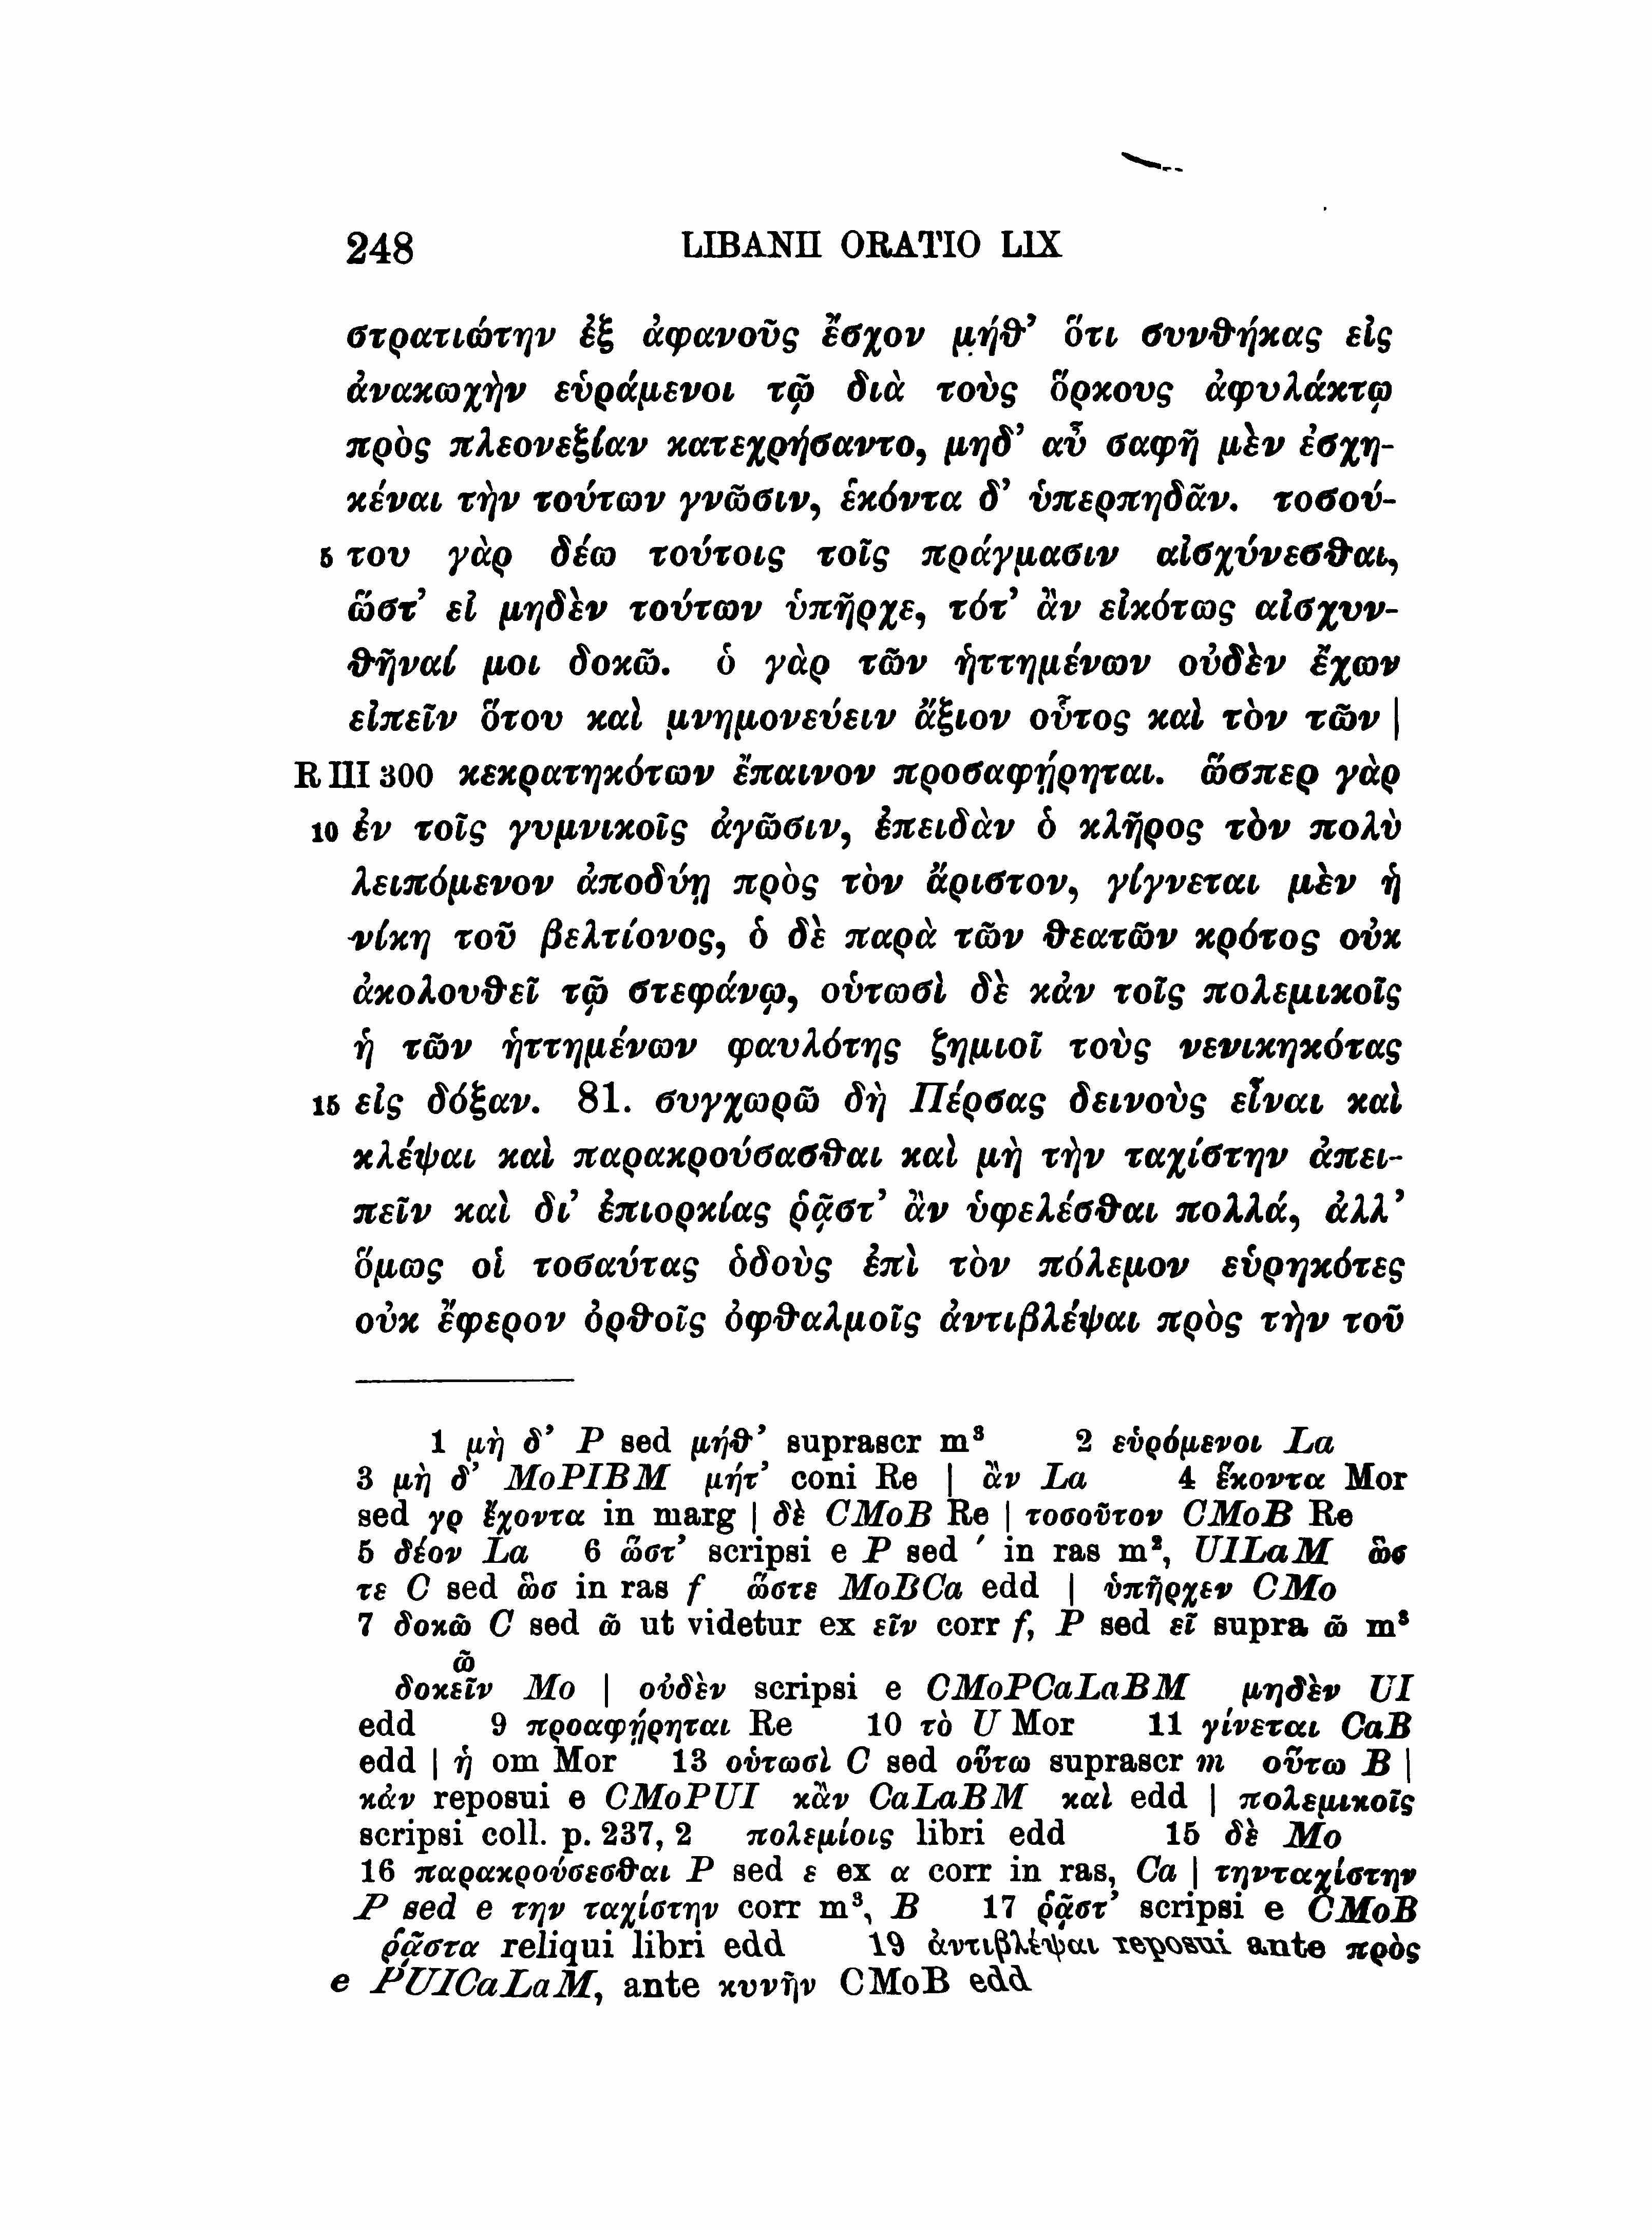 248 LIBANII ORATIO LIX
στρατιώτην ἐξ ἀφανοῦς ἔσχον μήθ’ ὅτι συνθήκας εἰς
ἀνακωχὴν εὑράμενοι τῷ διὰ τοὺς ὅρκους ἀφυλάκτῳ
πρὸς πλεονεξίαν κατεχρήσαντο, μηδ’ αὖ σαφῆ μὲν ἐσχη-
κέναι τὴν τούτων γνῶσιν, ἑκόντα δ’ ὑπερπηδᾶν. τοσού-
5 του γὰρ δέω τούτοις τοῖς πράγμασιν αἰσχύνεσθαι,
ὥστ’ εἰ μηδὲν τούτων ὑπῆρχε, τότ’ ἂν εἰκότως αἰσχυν-
θῆναί μοι δοκῶ. ὁ γὰρ τῶν ἡττημένων οὐδὲν ἔχων
εἰπεῖν ὅτου καὶ μνημονεύειν ἄξιον οὗτος καὶ τὸν τῶν |
R III 300 κεκρατηκότων ἔπαινον προσαφῄρηται. ὥσπερ γὰρ
10 ἐν τοῖς γυμνικοῖς ἀγῶσιν, ἐπειδὰν ὁ κλῆρος τὸν πολὺ
λειπόμενον ἀποδύῃ πρὸς τὸν ἄριστον, γίγνεται μὲν ἡ
νίκη τοῦ βελτίονος, ὁ δὲ παρὰ τῶν θεατῶν κρότος οὐκ
ἀκολουθεῖ τῷ στεφάνῳ, οὑτωσὶ δὲ κἀν τοῖς πολεμικοῖς
ἡ τῶν ἡττημένων φαυλότης ζημιοῖ τοὺς νενικηκότας
15 εἰς δόξαν. 81. συγχωρῶ δὴ Πέρσας δεινοὺς εἶναι καὶ
κλέψαι καὶ παρακρούσασθαι καὶ μὴ τὴν ταχίστην ἀπει-
πεῖν καὶ δι’ ἐπιορκίας ῥᾷστ’ ἂν ὑφελέσθαι πολλά, ἀλλ’
ὅμως οἱ τοσαύτας ὁδοὺς ἐπὶ τὸν πόλεμον εὑρηκότες
οὐκ ἔφερον ὀρθοῖς ὀφθαλμοῖς ἀντιβλέψαι πρὸς τὴν τοῦ
1 μὴ δ’ P sed μήθ’ suprascr m³ 2 εὑρόμενοι La
3 μὴ δ’ MoPIBM μήτ’ coni Re | ἂν La 4 ἕκοντα Mor
sed γρ ἔχοντα in marg | δὲ CMoB Re | τοσοῦτον CMoB Re
5 δέον La 6 ὥστ’ scripsi e P sed ′ in ras m², UILaM ὣσ
τε C sed ὣσ in ras f ὥστε MoBCa edd | ὑπῆρχεν CMo
7 δοκῶ C sed ῶ ut videtur ex εῖν corr f, P sed εῖ supra ῶ m³
ῶ
δοκεῖν Mo | οὐδὲν scripsi e CMoPCaLaBM μηδὲν UI
edd 9 προαφῄρηται Re 10 τὸ U Mor 11 γίνεται CaB
edd | ἡ om Mor 13 οὑτωσὶ C sed οὕτω suprascr m οὕτω B |
κἀν reposui e CMoPUI κἂν CaLaBM καὶ edd | πολεμικοῖς
scripsi coll. p. 237, 2 πολεμίοις libri edd 15 δὲ Mo
16 παρακρούσεσθαι P sed ε ex α corr in ras, Ca | τηνταχίστην
P sed e την ταχίστην corr m³, B 17 ῥᾷστ’ scripsi e CMoB
ῥᾷστα reliqui libri edd 19 ἀντιβλέψαι reposui ante πρὸς
e PUICaLaM, ante κυνῆν CMoB edd